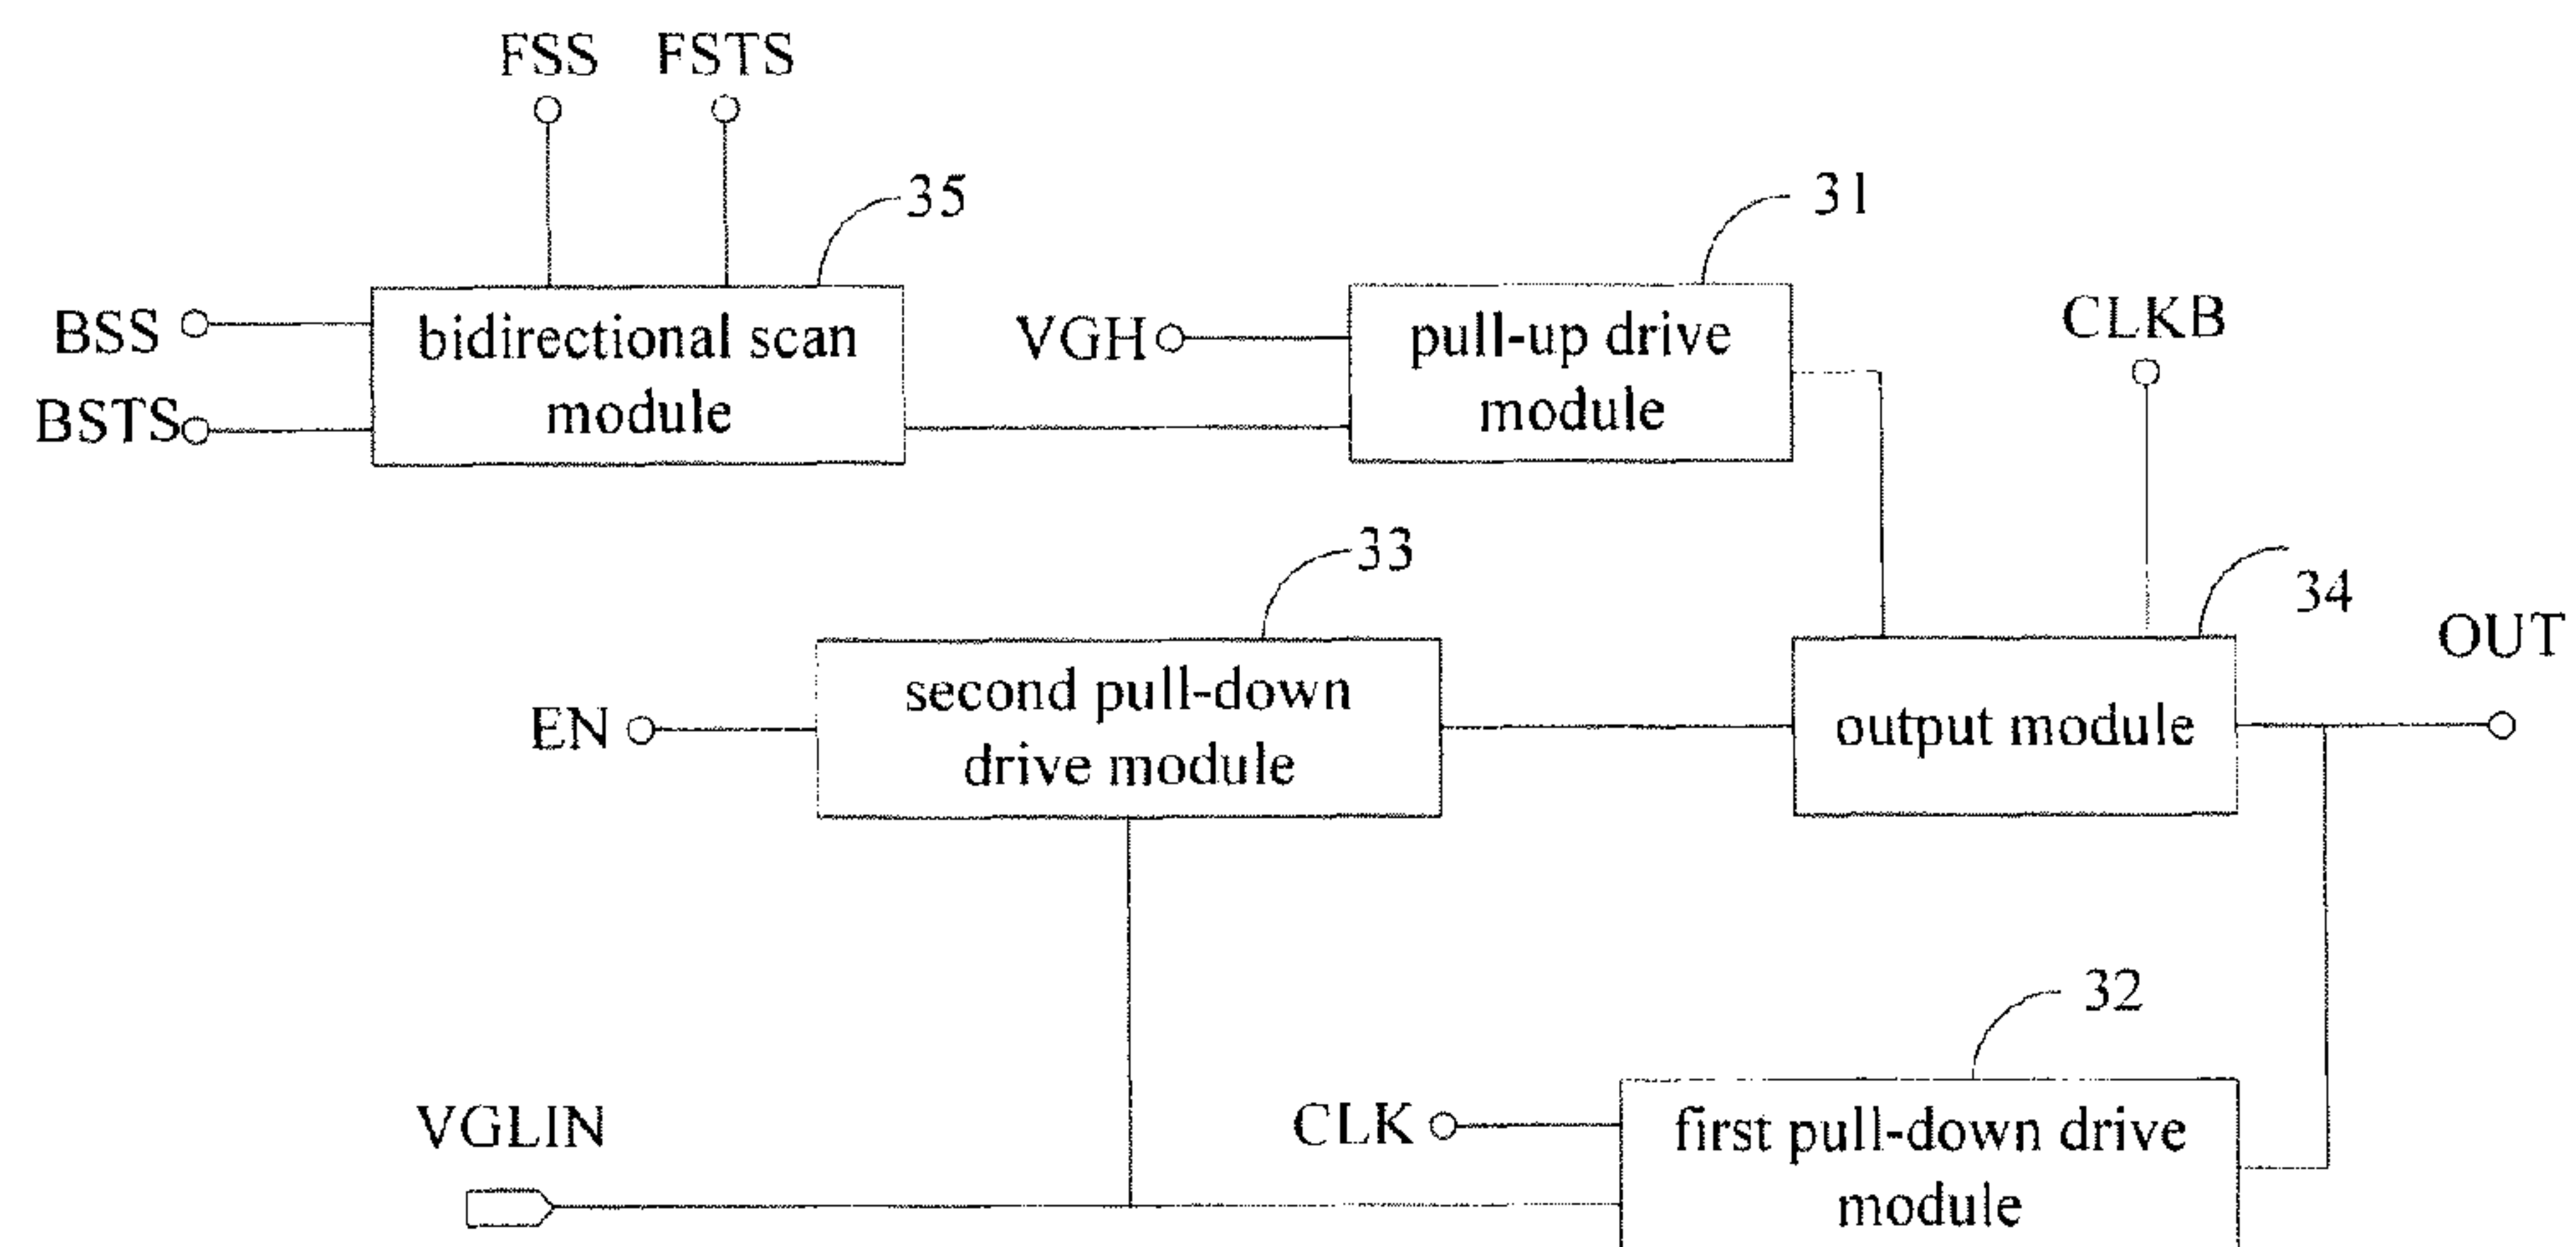 FSS FSTS
35
31
BSS
bidirectional scan
module
BSTS
VGH
pull-up drive
module
CLKB
33
34
OUT
EN
second pull-down
drive module
output module
32
VGLIN
CLK
first pull-down drive
module